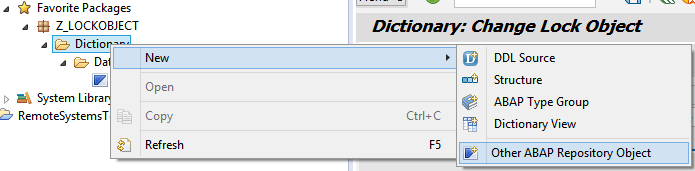 Favorite Packages
Z_LOCKOBJECT
Dictionary
Dat
System Library
RemoteSystemsT
Dictionary: Change Lock Object
New
Open
Copy Ctrl+C
Refresh F5
DDL Source
Structure
ABAP Type Group
Dictionary View
Other ABAP Repository Object